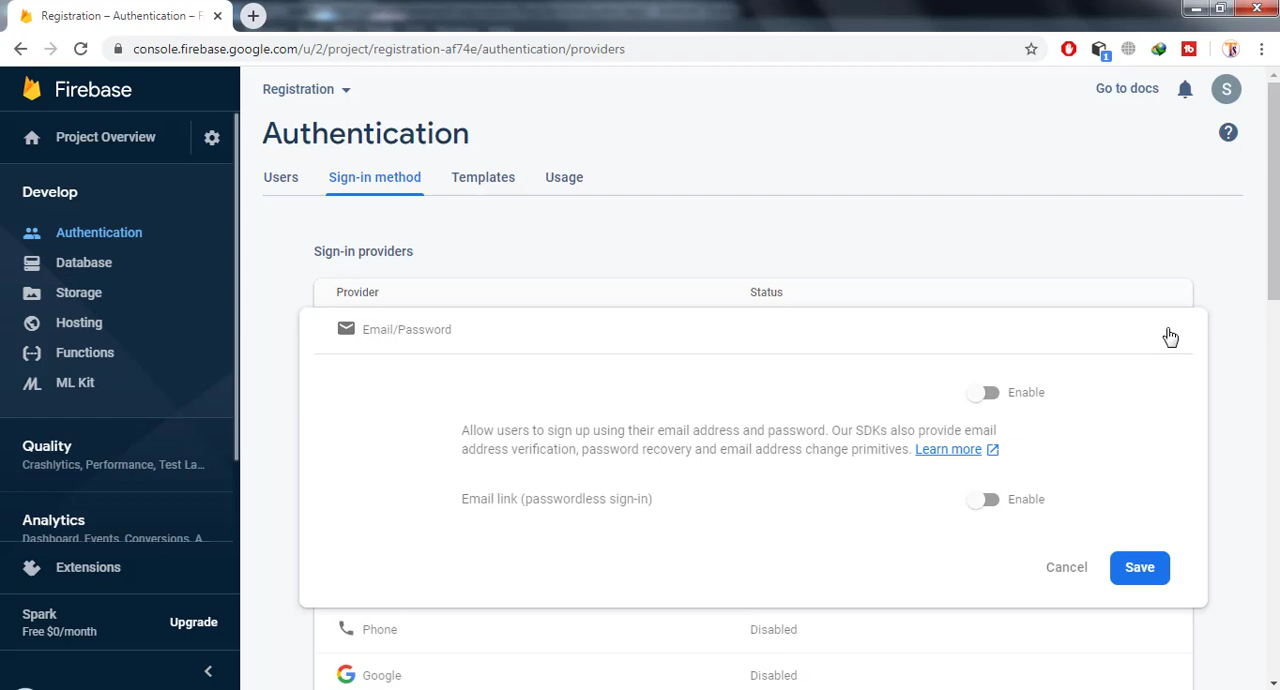 Registration – Authentication – F
console.firebase.google.com/u/2/project/registration-af74e/authentication/providers
1
Firebase
Project Overview
Develop
Authentication
Database
Storage
Hosting
Functions
ML Kit
Quality
Crashlytics, Performance, Test La...
Analytics
Dashboard, Events, Conversions, A...
Extensions
Spark
Free $0/month
Upgrade
Registration
Go to docs
S
Authentication
?
Users
Sign-in method
Templates
Usage
Sign-in providers
Provider
Status
Email/Password
Enable
Allow users to sign up using their email address and password. Our SDKs also provide email
address verification, password recovery and email address change primitives. Learn more
Email link (passwordless sign-in)
Enable
Cancel
Save
Phone
Disabled
Google
Disabled